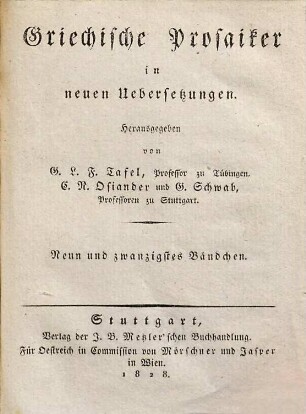 Griechische Prosaiker
in
neuen Uebersetzungen.
Herausgegeben
von
G. L. F. Tafel, Professor zu Tübingen.
C. N. Osiander und G. Schwab,
Professoren zu Stuttgart.
Neun und zwanzigstes Bändchen.
Stuttgart,
Verlag der J. B. Metzler'schen Buchhandlung.
Für Oestreich in Commission von Mörschner und Jasper
in Wien.
1828.